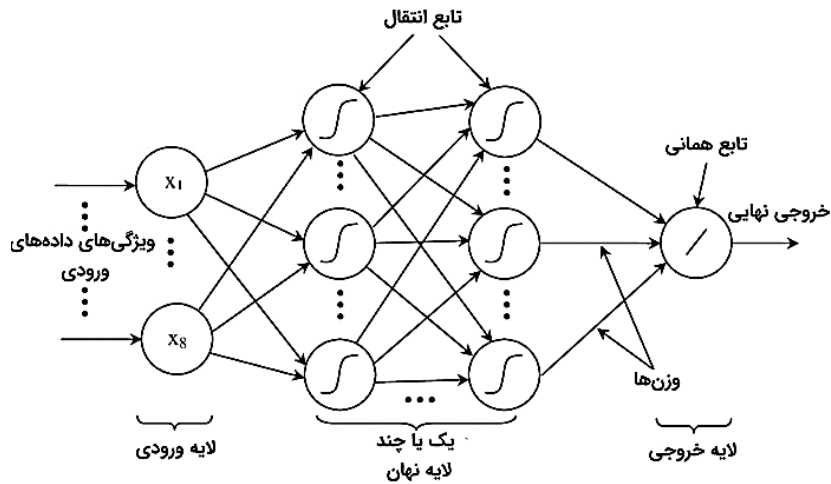 تابع انتقال
تابع همانی
x₁
خروجی نهایی
ویژگی‌های داده‌های
ورودی
x₈
وزن‌ها
لایه ورودی
یک یا چند
لایه نهان
لایه خروجی